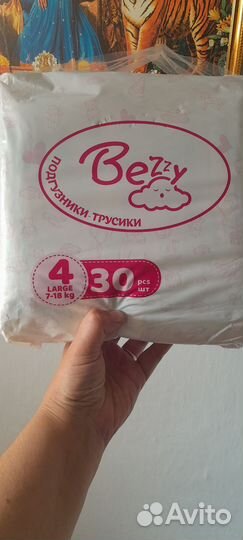 Bezzy
ПОДГУЗНИКИ-ТРУСИКИ
4
LARGE
7-18 kg
30
pcs
шт
Avito